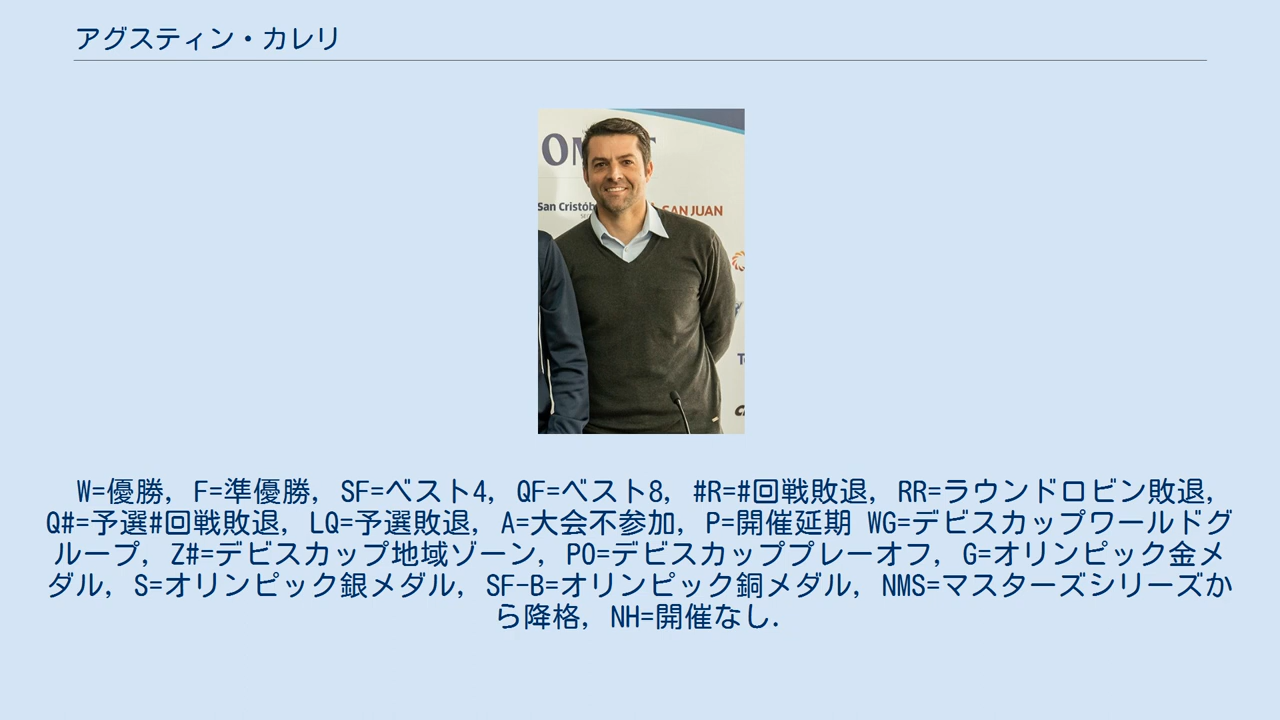 アグスティン・カレリ
San Cristób
SAN JUAN
W=優勝, F=準優勝, SF=ベスト4, QF=ベスト8, #R=#回戦敗退, RR=ラウンドロビン敗退,
Q#=予選#回戦敗退, LQ=予選敗退, A=大会不参加, P=開催延期 WG=デビスカップワールドグ
ループ, Z#=デビスカップ地域ゾーン, PO=デビスカッププレーオフ, G=オリンピック金メ
ダル, S=オリンピック銀メダル, SF-B=オリンピック銅メダル, NMS=マスターズシリーズか
ら降格, NH=開催なし.